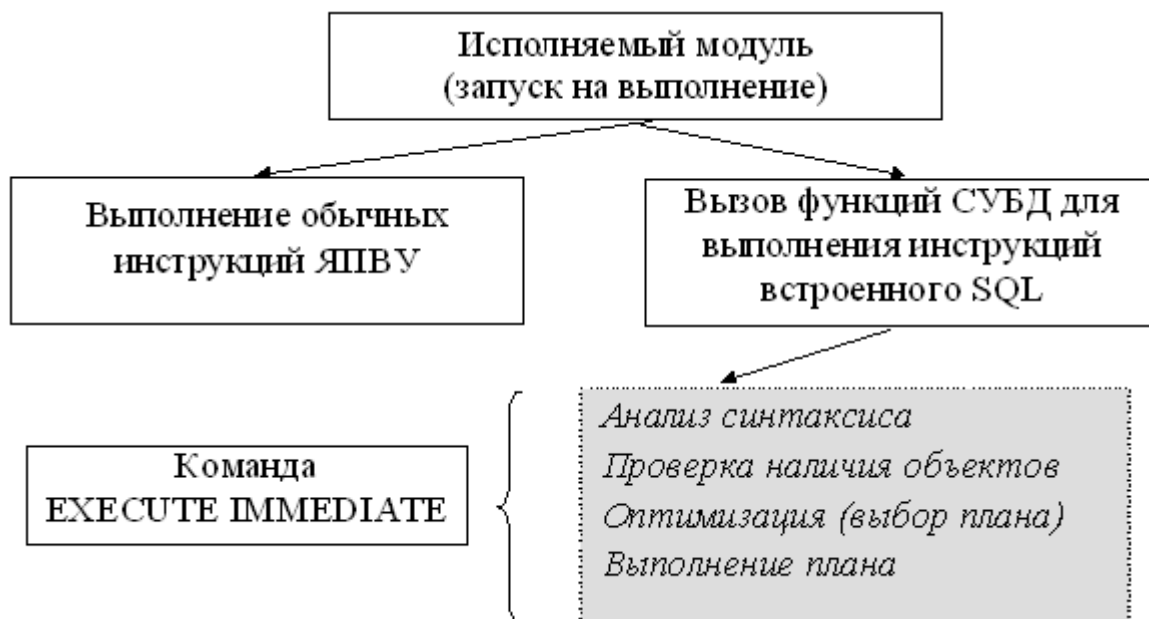 Исполняемый модуль
(запуск на выполнение)
Выполнение обычных
инструкций ЯПВУ
Вызов функций СУБД для
выполнения инструкций
встроенного SQL
Команда
EXECUTE IMMEDIATE
Анализ синтаксиса
Проверка наличия объектов
Оптимизация (выбор плана)
Выполнение плана